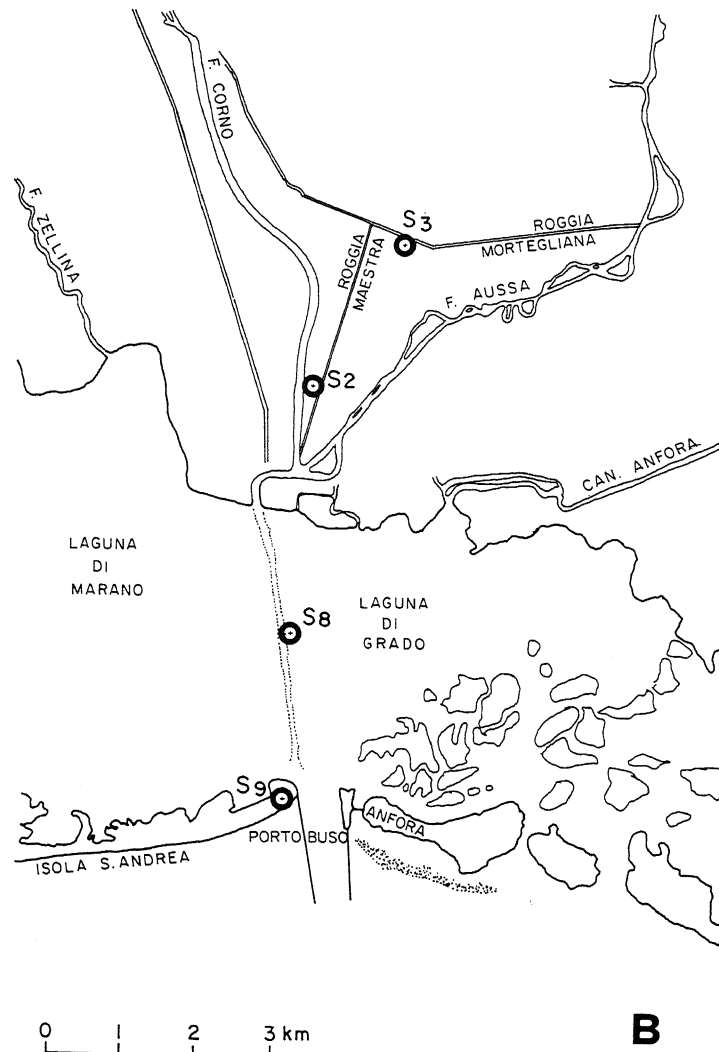 F. CORNO
F. ZELLINA
S3
ROGGIA
MORTEGLIANA
ROGGIA
MAESTRA
F. AUSSA
S2
CAN. ANFORA
LAGUNA
DI
MARANO
LAGUNA
DI
GRADO
S8
S9
PORTO BUSO
ANFORA
ISOLA S. ANDREA
0 1 2 3 km
B